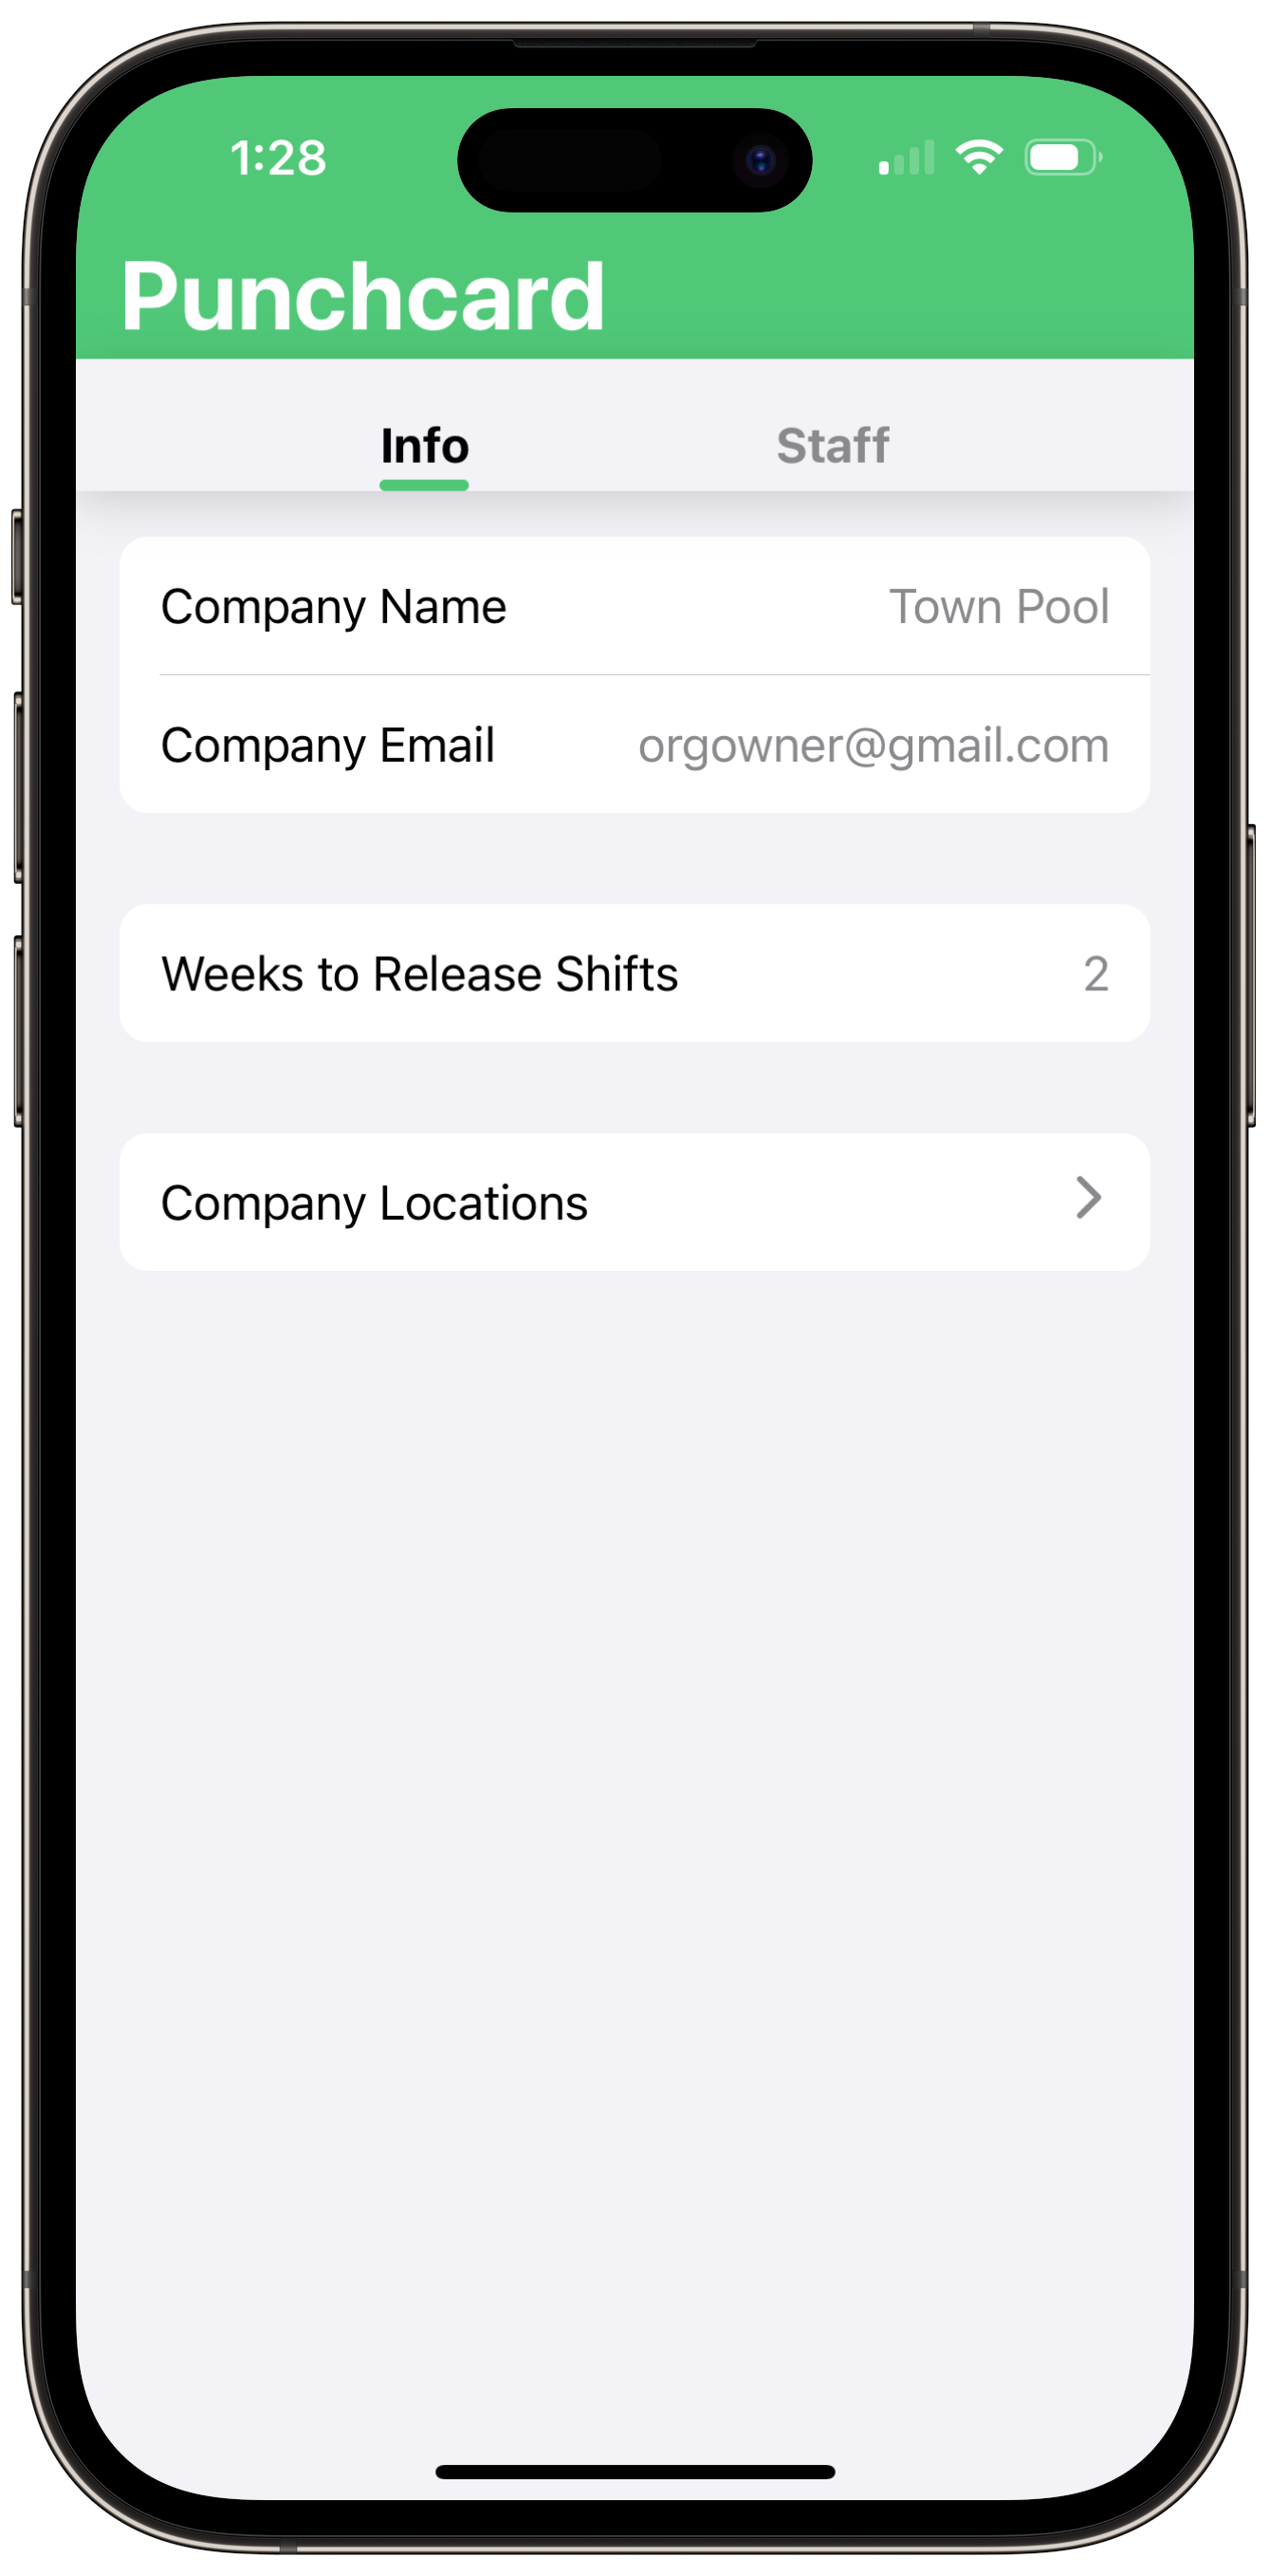 1:28
Punchcard
Info Staff
Company Name Town Pool
Company Email orgowner@gmail.com
Weeks to Release Shifts 2
Company Locations